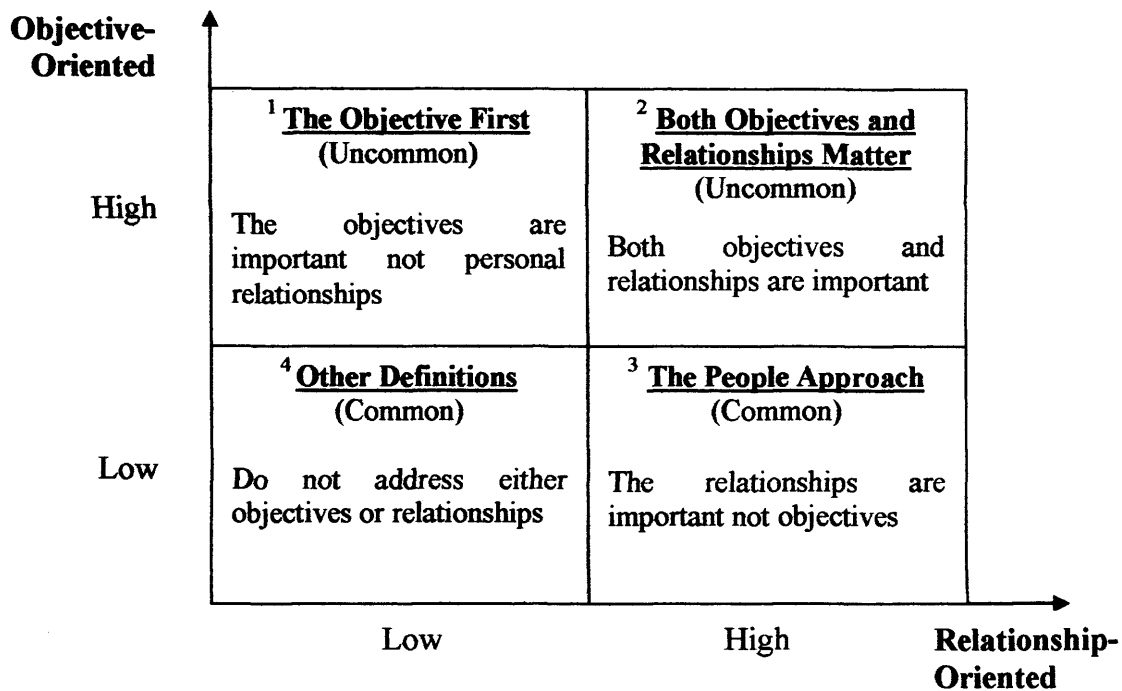 Objective-
Oriented
High
Low
1 The Objective First
(Uncommon)
The objectives are
important not personal
relationships
2 Both Objectives and
Relationships Matter
(Uncommon)
Both objectives and
relationships are important
4 Other Definitions
(Common)
Do not address either
objectives or relationships
3 The People Approach
(Common)
The relationships are
important not objectives
Low
High
Relationship-
Oriented